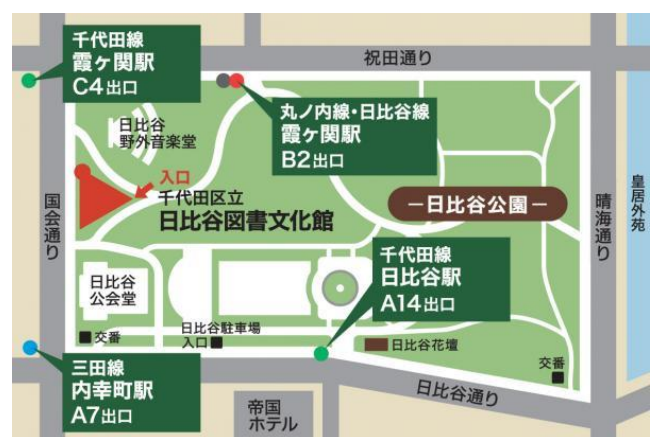 千代田線
霞ヶ関駅
C4出口
祝田通り
丸ノ内線・日比谷線
霞ヶ関駅
B2出口
日比谷
野外音楽堂
入口
千代田区立
日比谷図書文化館
国会通り
ー日比谷公園ー
晴海通り
皇居外苑
千代田線
日比谷駅
A14出口
日比谷
公会堂
交番
日比谷駐車場
入口
日比谷花壇
交番
三田線
内幸町駅
A7出口
帝国
ホテル
日比谷通り